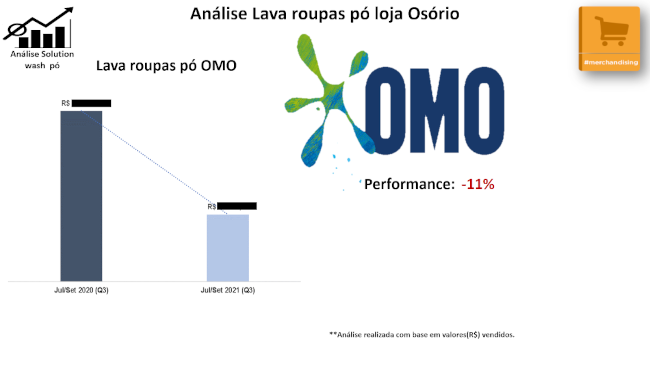 Análise Lava roupas pó loja Osório
Análise Solution
wash pó
Lava roupas pó OMO
#merchandising
OMO
R$
Performance: -11%
R$
Jul/Set 2020 (Q3)
Jul/Set 2021 (Q3)
**Análise realizada com base em valores(R$) vendidos.